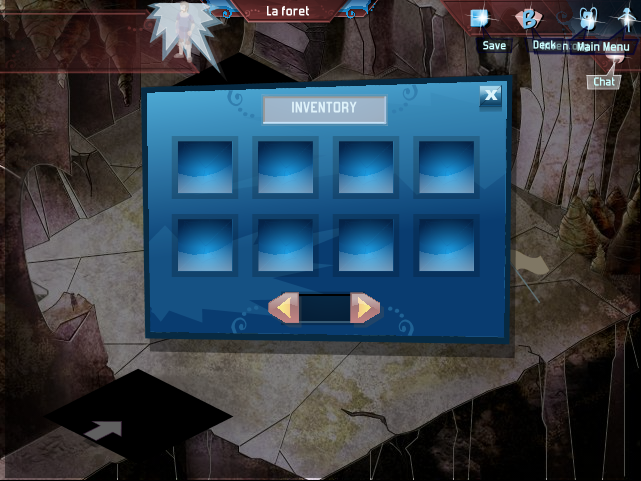 La foret
Save
Deck
Main Menu
Chat
INVENTORY
X